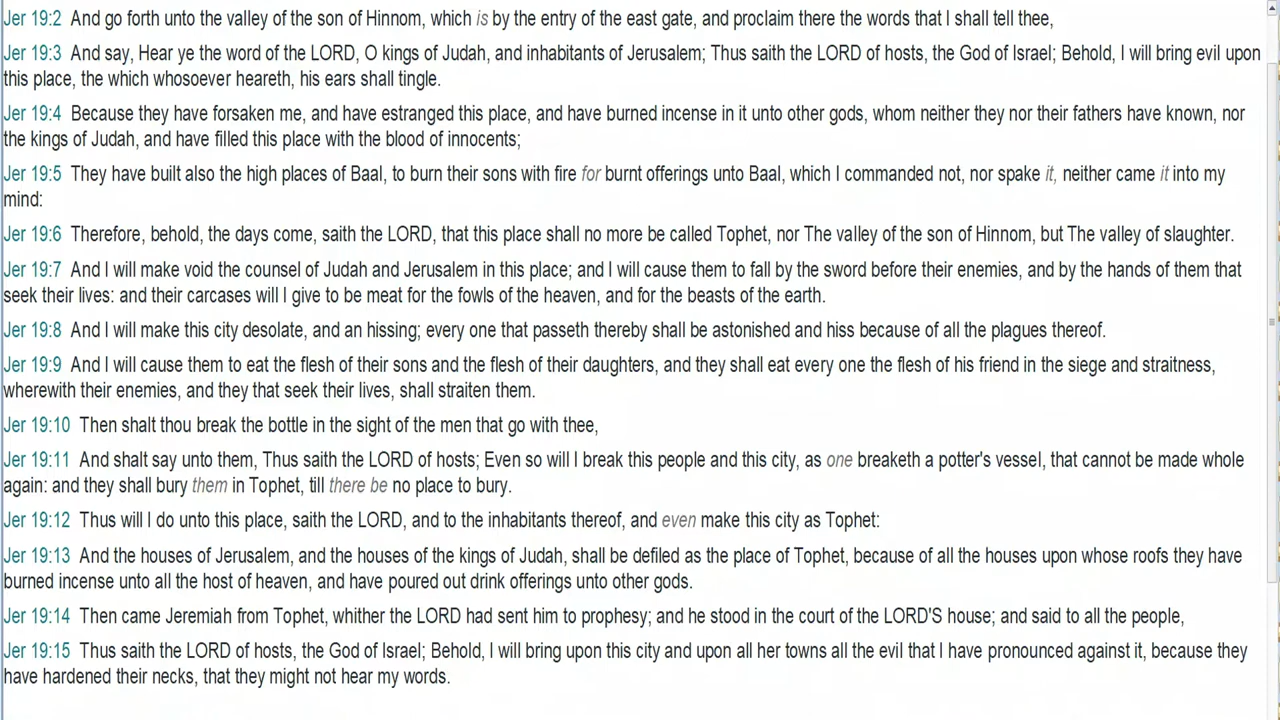 Jer 19:2 And go forth unto the valley of the son of Hinnom, which is by the entry of the east gate, and proclaim there the words that I shall tell thee,
Jer 19:3 And say, Hear ye the word of the LORD, O kings of Judah, and inhabitants of Jerusalem; Thus saith the LORD of hosts, the God of Israel; Behold, I will bring evil upon
this place, the which whosoever heareth, his ears shall tingle.
Jer 19:4 Because they have forsaken me, and have estranged this place, and have burned incense in it unto other gods, whom neither they nor their fathers have known, nor
the kings of Judah, and have filled this place with the blood of innocents;
Jer 19:5 They have built also the high places of Baal, to burn their sons with fire for burnt offerings unto Baal, which I commanded not, nor spake it, neither came it into my
mind:
Jer 19:6 Therefore, behold, the days come, saith the LORD, that this place shall no more be called Tophet, nor The valley of the son of Hinnom, but The valley of slaughter.
Jer 19:7 And I will make void the counsel of Judah and Jerusalem in this place; and I will cause them to fall by the sword before their enemies, and by the hands of them that
seek their lives: and their carcases will I give to be meat for the fowls of the heaven, and for the beasts of the earth.
Jer 19:8 And I will make this city desolate, and an hissing; every one that passeth thereby shall be astonished and hiss because of all the plagues thereof.
Jer 19:9 And I will cause them to eat the flesh of their sons and the flesh of their daughters, and they shall eat every one the flesh of his friend in the siege and straitness,
wherewith their enemies, and they that seek their lives, shall straiten them.
Jer 19:10 Then shalt thou break the bottle in the sight of the men that go with thee,
Jer 19:11 And shalt say unto them, Thus saith the LORD of hosts; Even so will I break this people and this city, as one breaketh a potter's vessel, that cannot be made whole
again: and they shall bury them in Tophet, till there be no place to bury.
Jer 19:12 Thus will I do unto this place, saith the LORD, and to the inhabitants thereof, and even make this city as Tophet:
Jer 19:13 And the houses of Jerusalem, and the houses of the kings of Judah, shall be defiled as the place of Tophet, because of all the houses upon whose roofs they have
burned incense unto all the host of heaven, and have poured out drink offerings unto other gods.
Jer 19:14 Then came Jeremiah from Tophet, whither the LORD had sent him to prophesy; and he stood in the court of the LORD'S house; and said to all the people,
Jer 19:15 Thus saith the LORD of hosts, the God of Israel; Behold, I will bring upon this city and upon all her towns all the evil that I have pronounced against it, because they
have hardened their necks, that they might not hear my words.